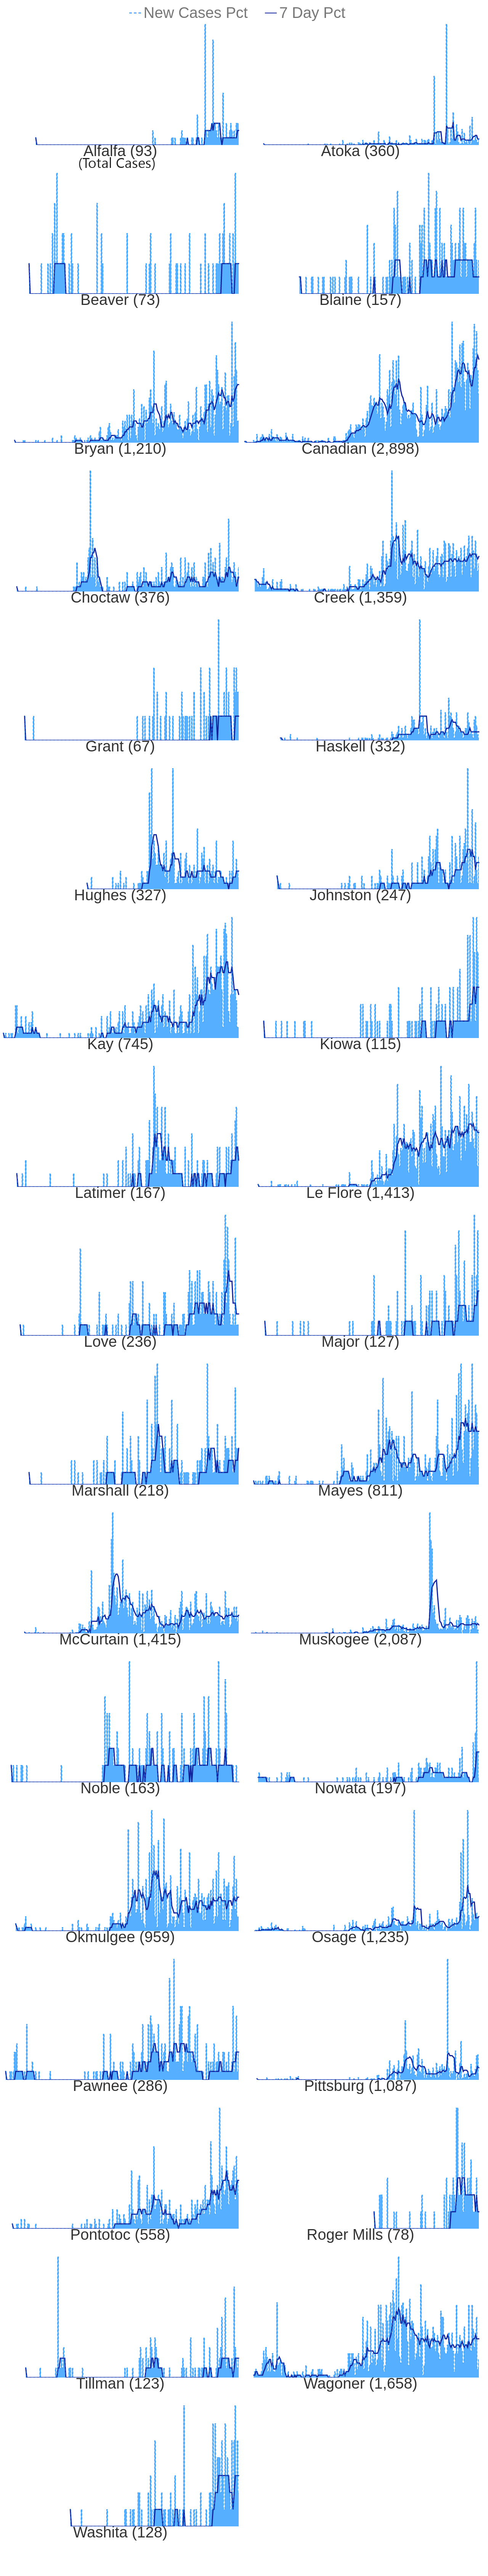 New Cases Pct 7 Day Pct
Alfalfa (93) Atoka (360)
(Total Cases)
Beaver (73) Blaine (157)
Bryan (1,210) Canadian (2,898)
Choctaw (376) Creek (1,359)
Grant (67) Haskell (332)
Hughes (327) Johnston (247)
Kay (745) Kiowa (115)
Latimer (167) Le Flore (1,413)
Love (236) Major (127)
Marshall (218) Mayes (811)
McCurtain (1,415) Muskogee (2,087)
Noble (163) Nowata (197)
Okmulgee (959) Osage (1,235)
Pawnee (286) Pittsburg (1,087)
Pontotoc (558) Roger Mills (78)
Tillman (123) Wagoner (1,658)
Washita (128)